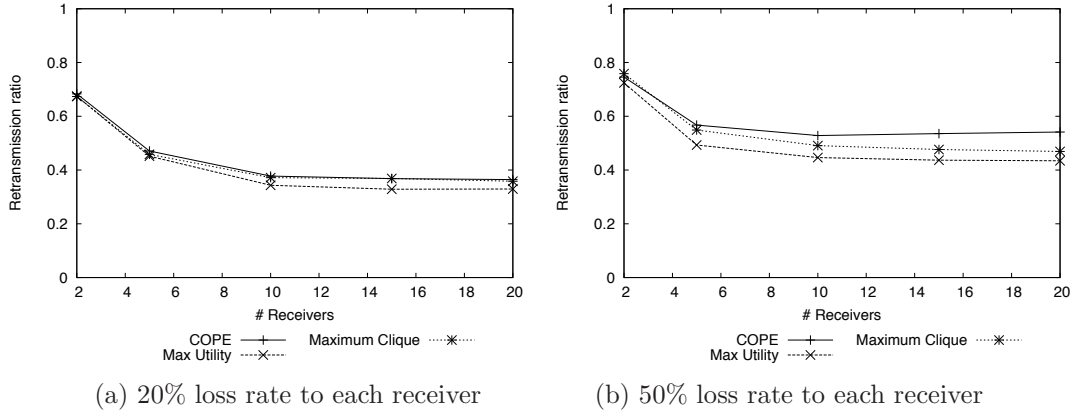 1
0.8
0.6
0.4
0.2
0
Retransmission ratio
2 4 6 8 10 12 14 16 18 20
# Receivers
COPE Maximum Clique
Max Utility
(a) 20% loss rate to each receiver
1
0.8
0.6
0.4
0.2
0
Retransmission ratio
2 4 6 8 10 12 14 16 18 20
# Receivers
COPE Maximum Clique
Max Utility
(b) 50% loss rate to each receiver